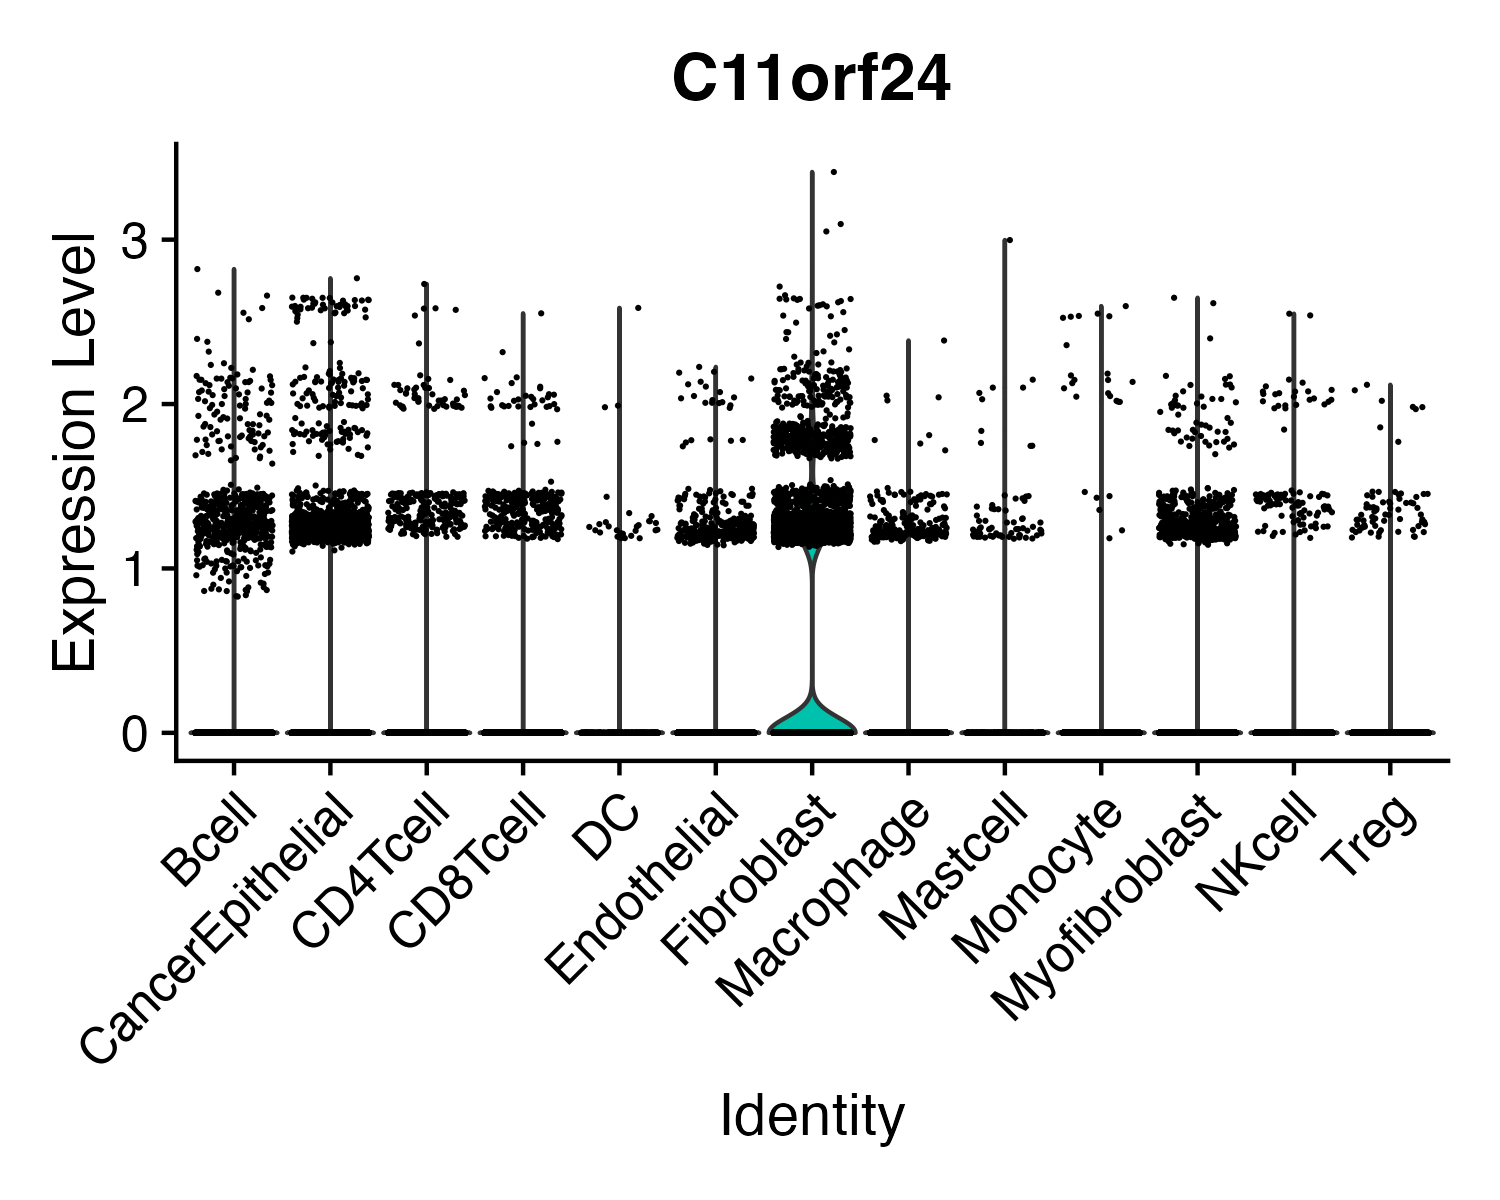 C11orf24
Expression Level
3
2
1
0
Bcell
CancerEpithelial
CD4Tcell
CD8Tcell
DC
Endothelial
Fibroblast
Macrophage
Mastcell
Monocyte
Myofibroblast
NKcell
Treg
Identity